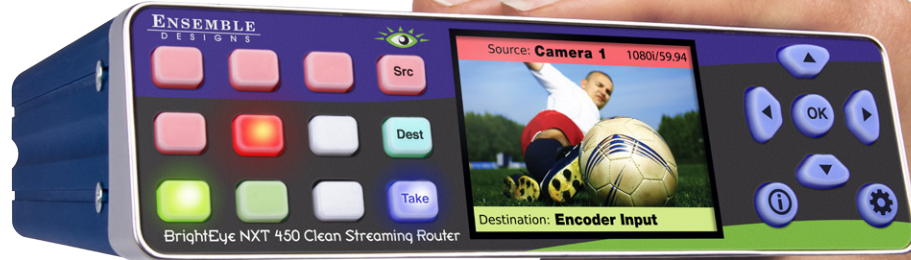 ENSEMBLE
DESIGNS
Src
Dest
Take
BrightEye NXT 450 Clean Streaming Router
Source: Camera 1 1080i/59.94
Destination: Encoder Input
OK